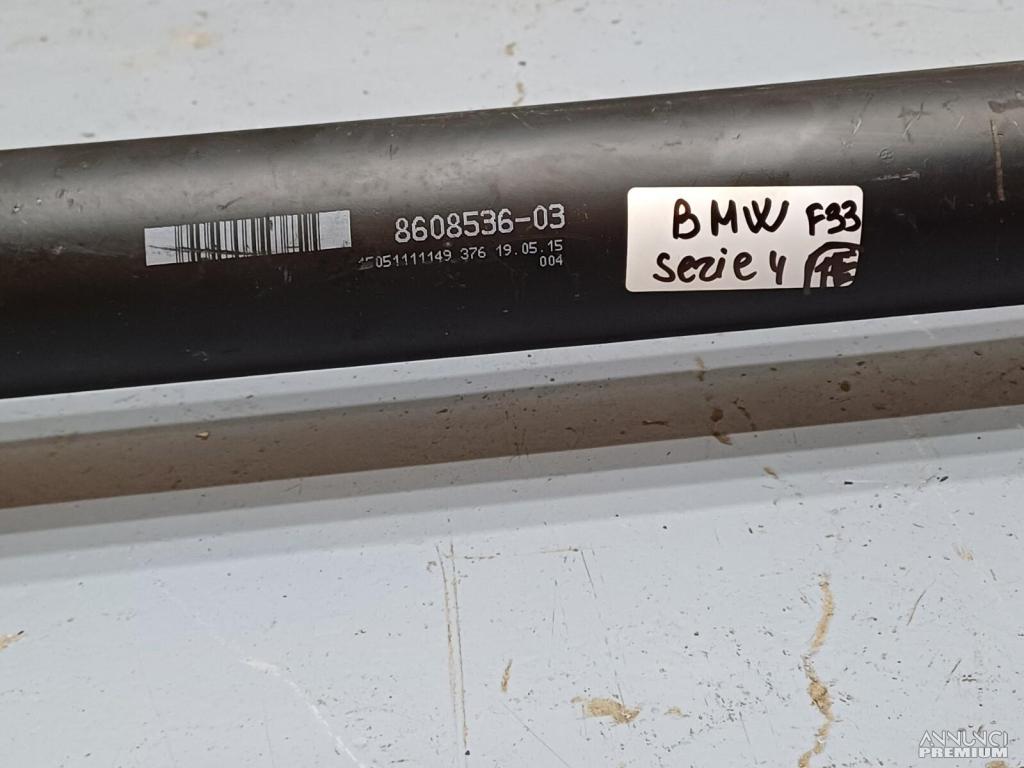 8608536-03
15051111149 376 19.05.15
004
BMW F33
serie 4
ANNUNCI
PREMIUM